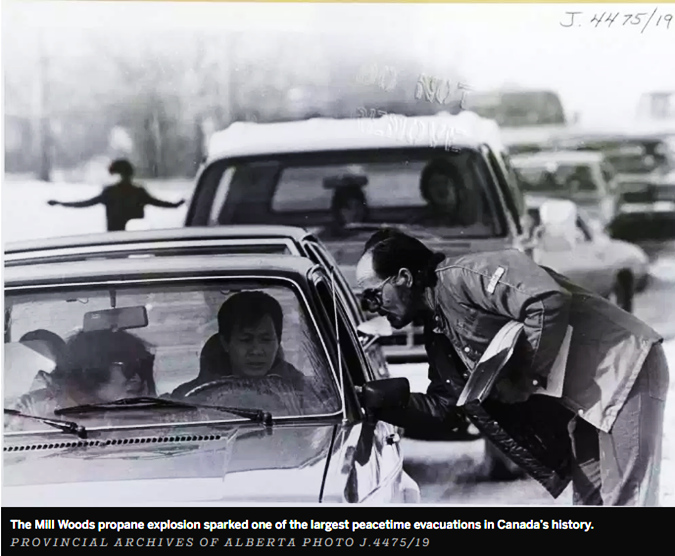 J. 4475/19
DO NOT
REMOVE
The Mill Woods propane explosion sparked one of the largest peacetime evacuations in Canada's history.
PROVINCIAL ARCHIVES OF ALBERTA PHOTO J.4475/19